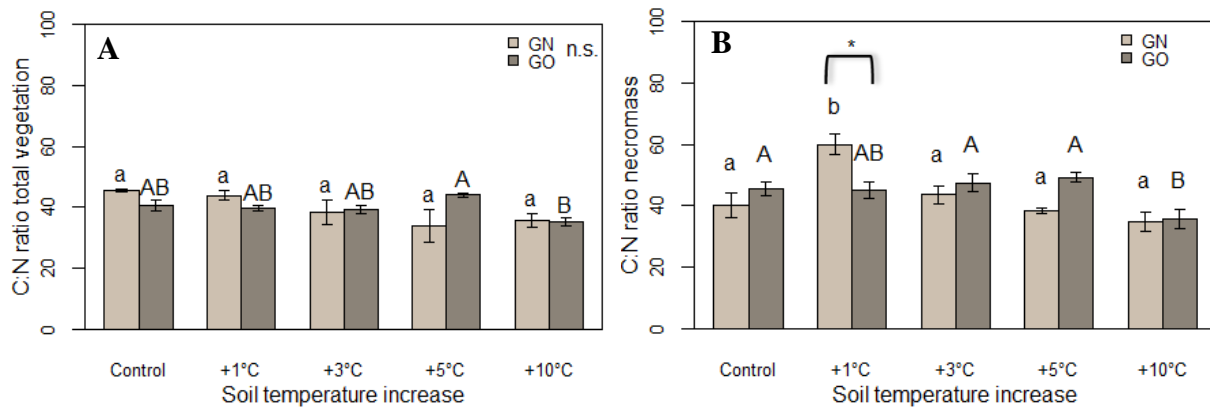 A
GN
GO
n.s.
C:N ratio total vegetation
100
80
60
40
20
0
a AB a AB a AB a A a B
Control +1°C +3°C +5°C +10°C
Soil temperature increase
B
GN
GO
*
C:N ratio necromass
100
80
60
40
20
0
a A b AB a A a A a B
Control +1°C +3°C +5°C +10°C
Soil temperature increase